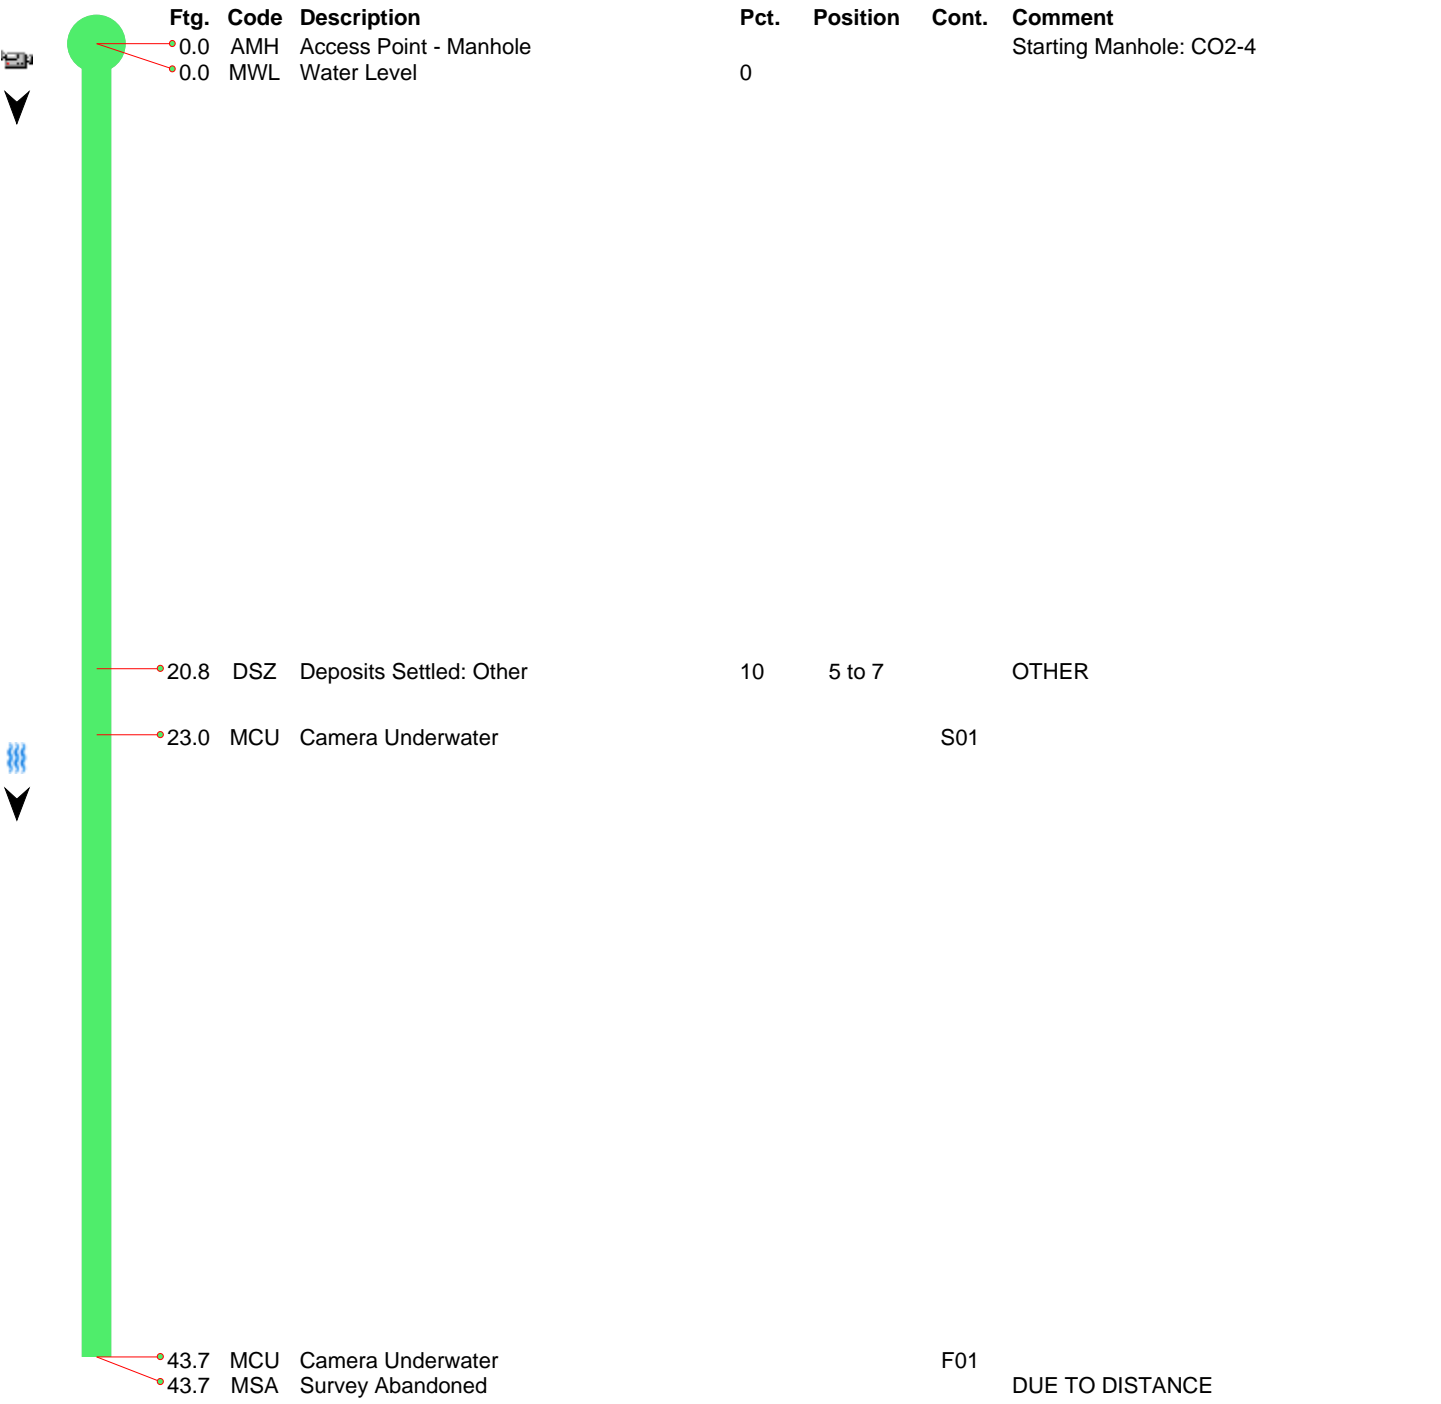 Ftg. Code Description Pct. Position Cont. Comment
0.0 AMH Access Point - Manhole Starting Manhole: CO2-4
0.0 MWL Water Level 0
20.8 DSZ Deposits Settled: Other 10 5 to 7 OTHER
23.0 MCU Camera Underwater S01
43.7 MCU Camera Underwater F01
43.7 MSA Survey Abandoned DUE TO DISTANCE